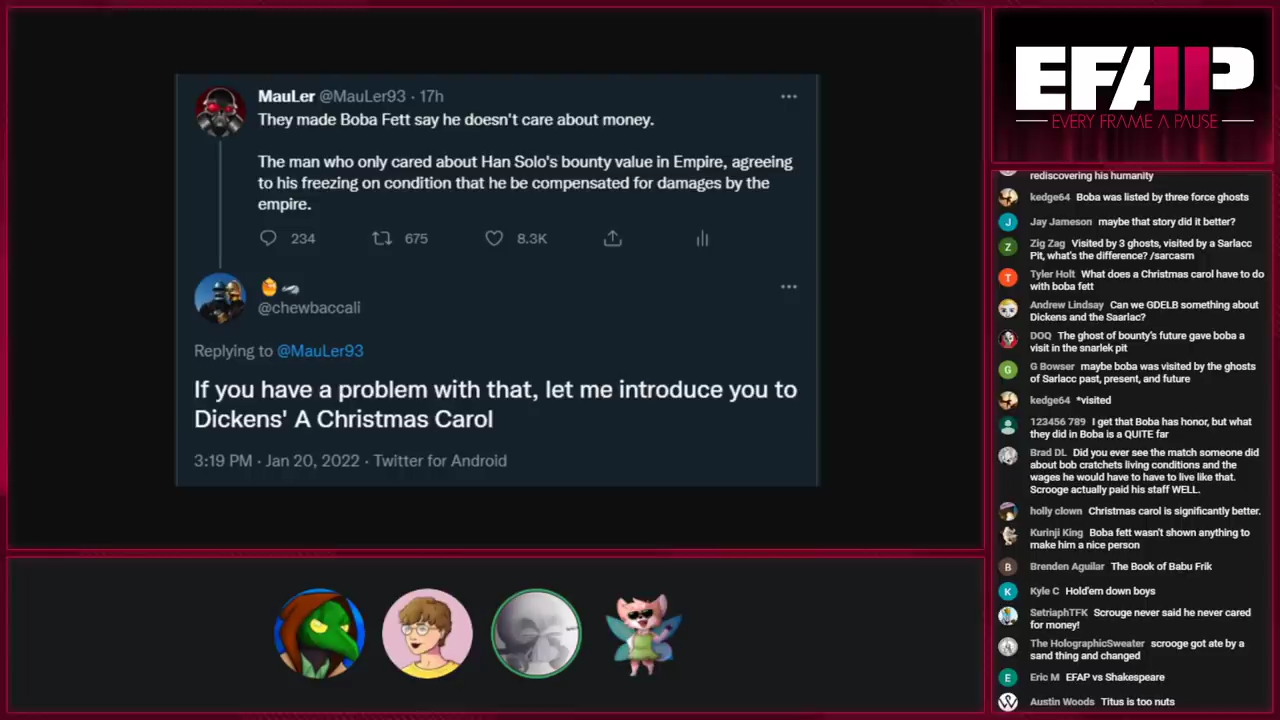 MauLer @MauLer93 · 17h
They made Boba Fett say he doesn't care about money.
The man who only cared about Han Solo's bounty value in Empire, agreeing
to his freezing on condition that he be compensated for damages by the
empire.
234 675 8.3K
@chewbaccali
Replying to @MauLer93
If you have a problem with that, let me introduce you to
Dickens' A Christmas Carol
3:19 PM · Jan 20, 2022 · Twitter for Android
EFAP
EVERY FRAME A PAUSE
rediscovering his humanity
kedge64 Boba was listed by three force ghosts
J
Jay Jameson maybe that story did it better?
Z
Zig Zag Visited by 3 ghosts, visited by a Sarlacc
Pit, what's the difference? /sarcasm
T
Tyler Holt What does a Christmas carol have to do
with boba fett
Andrew Lindsay Can we GDELB something about
Dickens and the Saarlac?
DOQ The ghost of bounty's future gave boba a
visit in the snarlek pit
G
G Bowser maybe boba was visited by the ghosts
of Sarlacc past, present, and future
kedge64 *visited
123456 789 I get that Boba has honor, but what
they did in Boba is a QUITE far
Brad DL Did you ever see the match someone did
about bob cratchets living conditions and the
wages he would have to have to live like that.
Scrooge actually paid his staff WELL.
holly clown Christmas carol is significantly better.
Kurinji King Boba fett wasn't shown anything to
make him a nice person
B
Brenden Aguilar The Book of Babu Frik
K
Kyle C Hold'em down boys
SetriaphTFK Scrooge never said he never cared
for money!
The HolographicSweater scrooge got ate by a
sand thing and changed
E
Eric M EFAP vs Shakespeare
W
Austin Woods Titus is too nuts